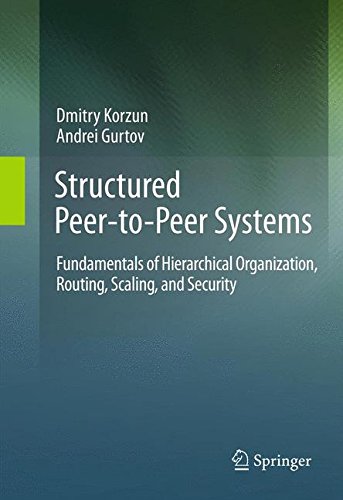 Dmitry Korzun
Andrei Gurtov
Structured
Peer-to-Peer Systems
Fundamentals of Hierarchical Organization,
Routing, Scaling, and Security
Springer